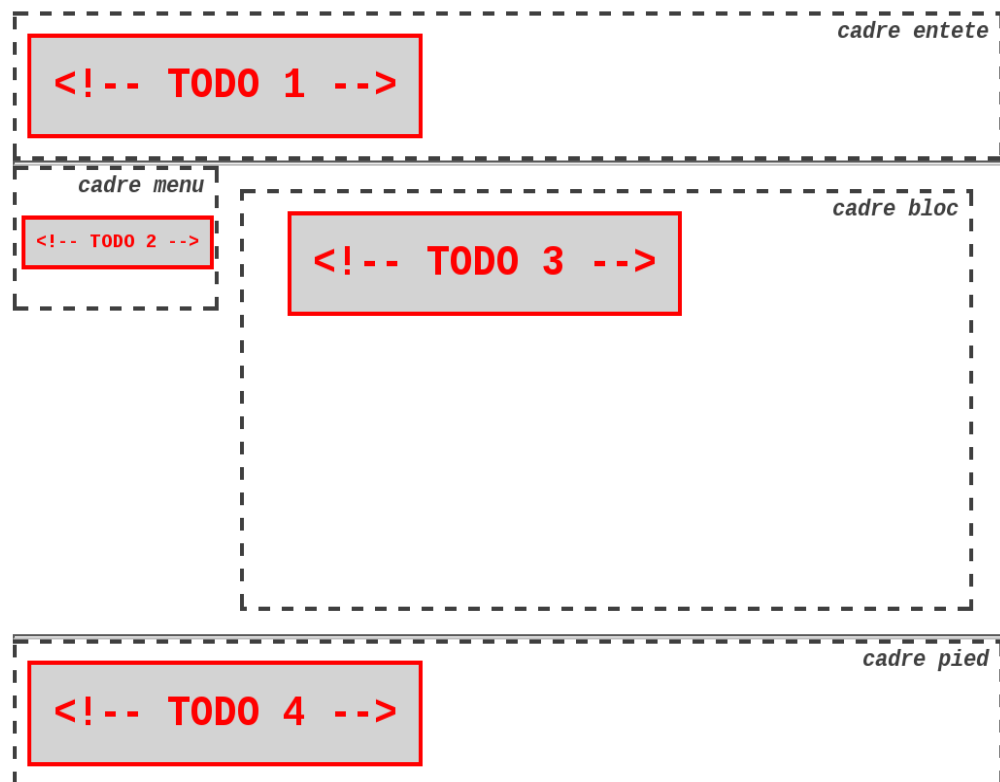 cadre entete
<!-- TODO 1 -->
cadre menu
<!-- TODO 2 -->
cadre bloc
<!-- TODO 3 -->
cadre pied
<!-- TODO 4 -->